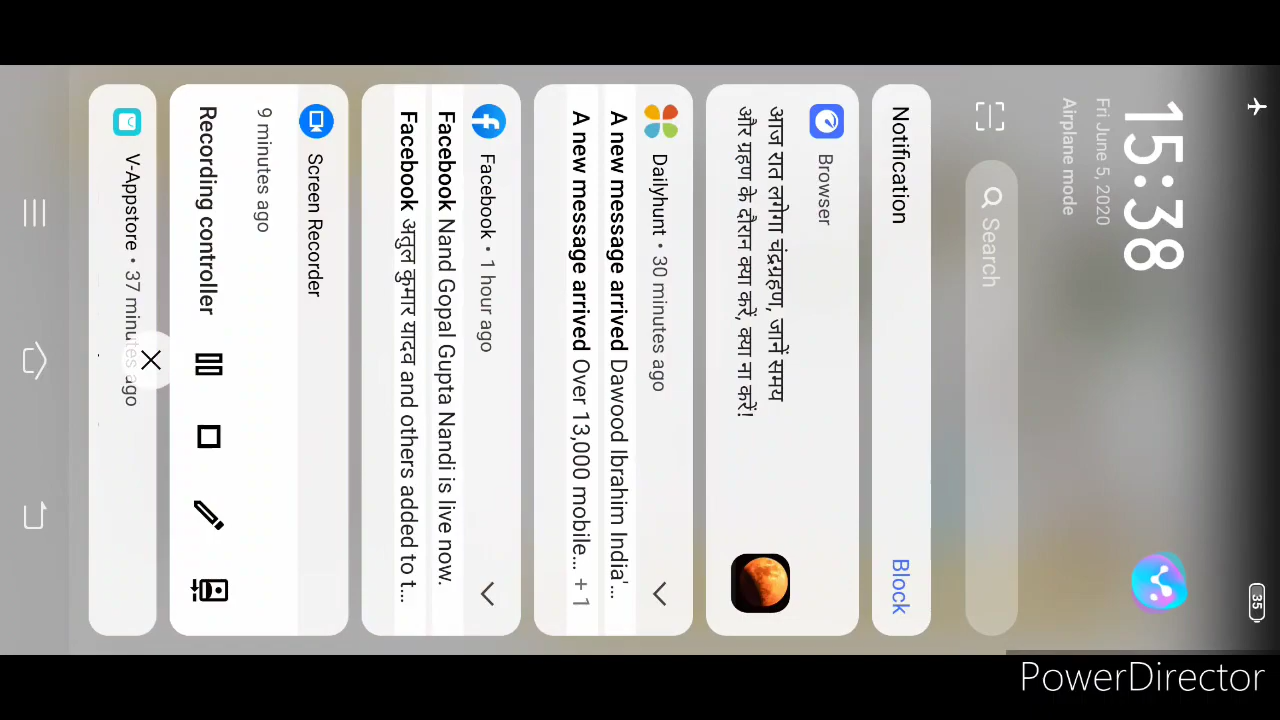 15:38
Fri June 5, 2020
Airplane mode
35
Search
Notification
Block
Browser
आज रात लगेगा चंद्रग्रहण, जानें समय
और ग्रहण के दौरान क्या करें, क्या ना करें!
Dailyhunt • 30 minutes ago
A new message arrived Dawood Ibrahim India'...
A new message arrived Over 13,000 mobile... + 1
Facebook • 1 hour ago
Facebook Nand Gopal Gupta Nandi is live now.
Facebook अतुल कुमार यादव and others added to t...
Screen Recorder
9 minutes ago
Recording controller
V-Appstore • 37 minutes ago
PowerDirector